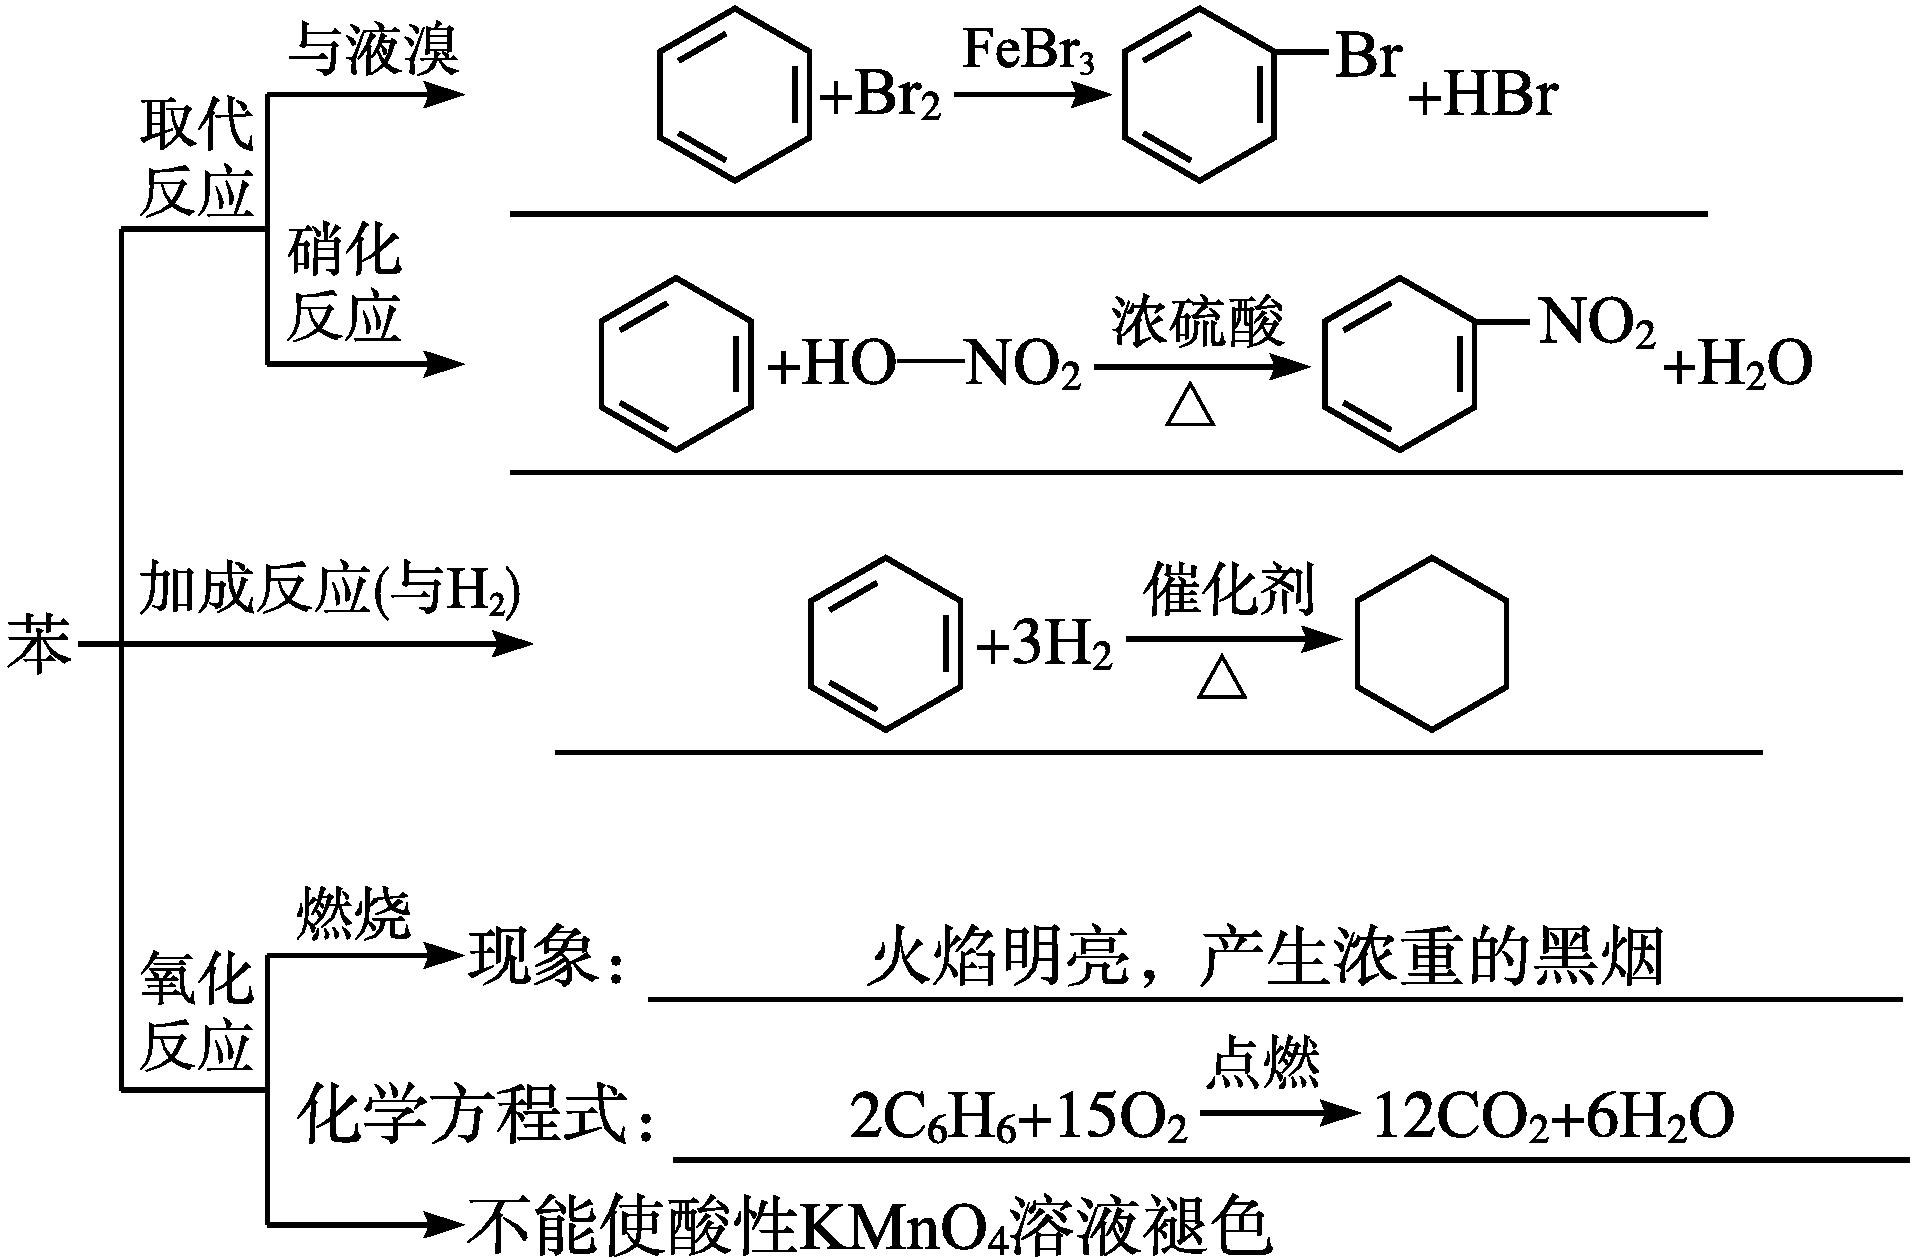 与液溴
取代
反应
+Br₂ FeBr₃ Br +HBr
硝化
反应
+HO—NO₂ 浓硫酸 △ NO₂ +H₂O
苯
加成反应(与H₂)
+3H₂ 催化剂 △
氧化
反应
燃烧
现象: 火焰明亮，产生浓重的黑烟
化学方程式: 2C₆H₆+15O₂ 点燃 12CO₂+6H₂O
不能使酸性KMnO₄溶液褪色